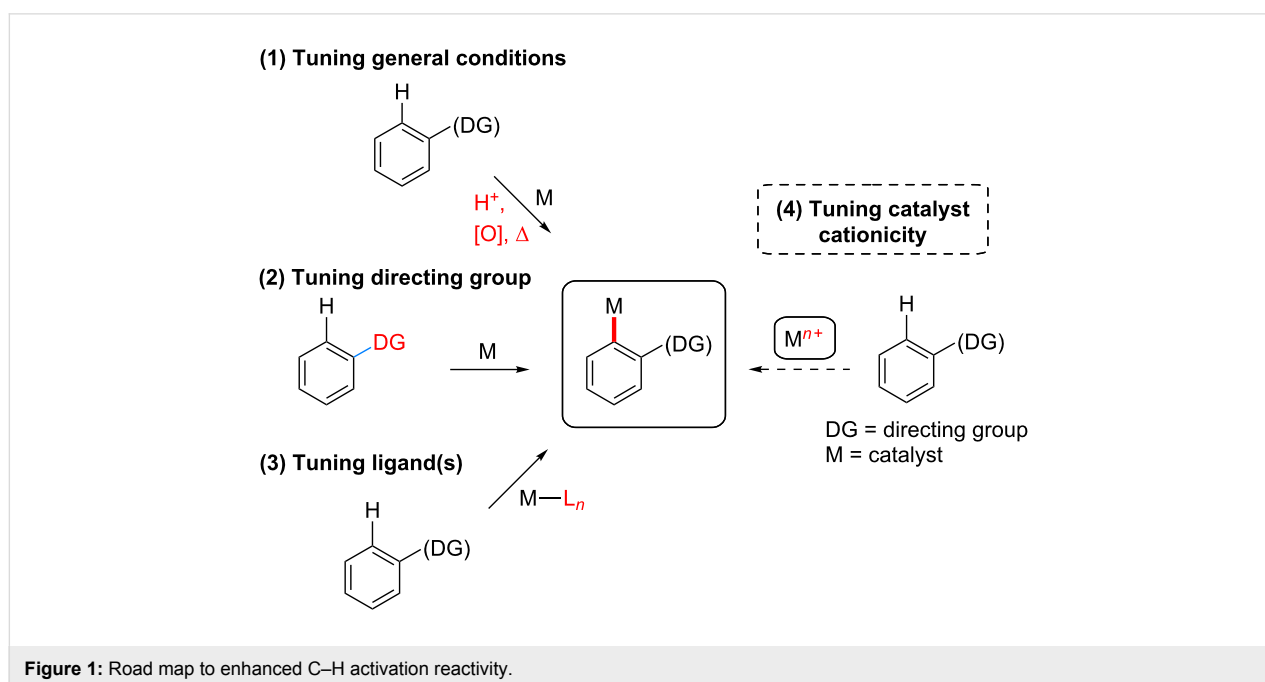 (1) Tuning general conditions
H
(DG)
H⁺,
M
[O], Δ
(4) Tuning catalyst
cationicity
(2) Tuning directing group
H
DG
M
M
(DG)
Mⁿ⁺
H
(DG)
DG = directing group
M = catalyst
(3) Tuning ligand(s)
M—Lₙ
H
(DG)
Figure 1: Road map to enhanced C–H activation reactivity.